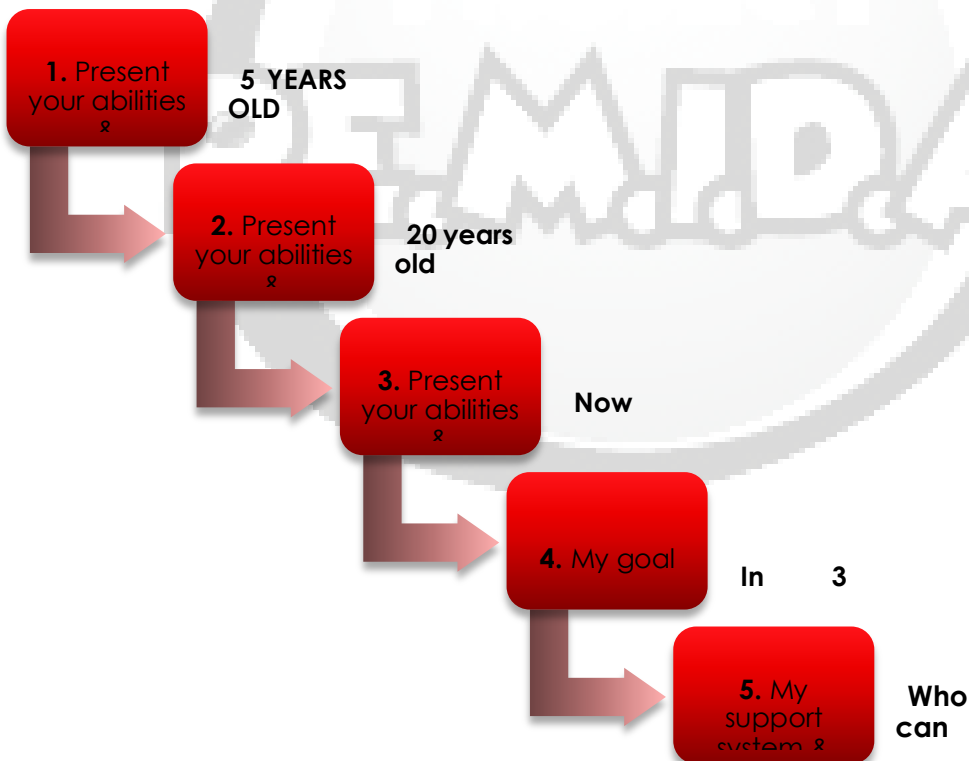 1. Present
your abilities
&
5 YEARS
OLD
2. Present
your abilities
&
20 years
old
3. Present
your abilities
&
Now
4. My goal
In 3
5. My
support
system &
Who
can